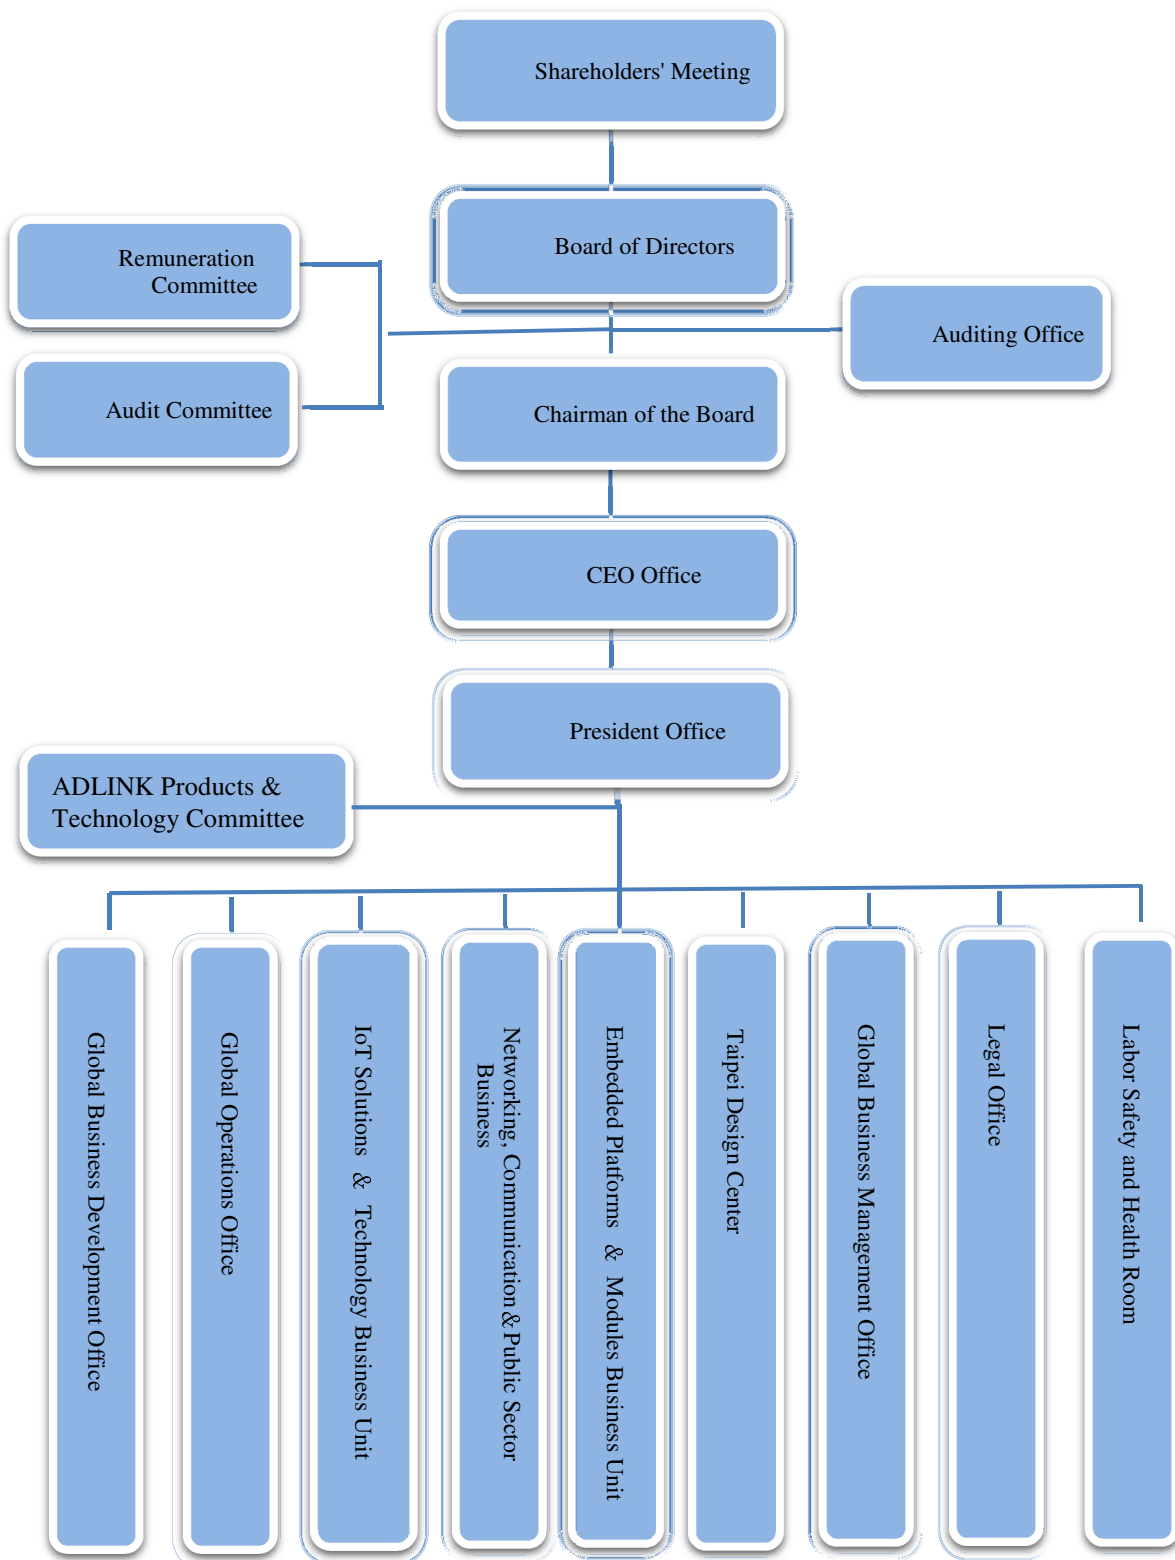 Shareholders' Meeting
Board of Directors
Remuneration
Committee
Auditing Office
Audit Committee
Chairman of the Board
CEO Office
President Office
ADLINK Products &
Technology Committee
Global Business Development Office
Global Operations Office
IoT Solutions & Technology Business Unit
Networking, Communication & Public Sector
Business
Embedded Platforms & Modules Business Unit
Taipei Design Center
Global Business Management Office
Legal Office
Labor Safety and Health Room